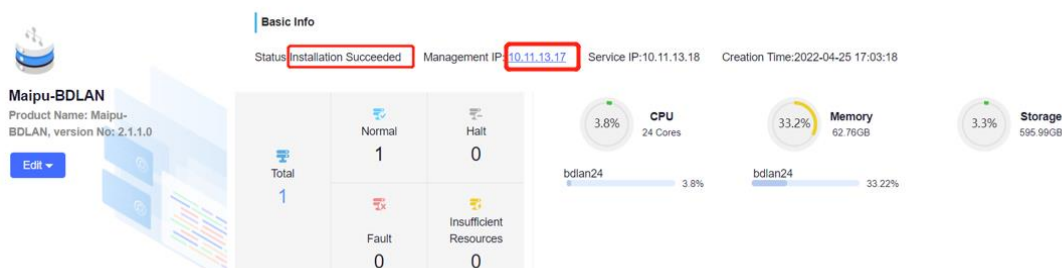 Basic Info
Status:Installation Succeeded Management IP:10.11.13.17 Service IP:10.11.13.18 Creation Time:2022-04-25 17:03:18
Maipu-BDLAN
Product Name: Maipu-
BDLAN, version No: 2.1.1.0
Edit
Total
1
Normal
1
Halt
0
Fault
0
Insufficient
Resources
0
3.8%
CPU
24 Cores
bdlan24
3.8%
33.2%
Memory
62.76GB
bdlan24
33.22%
3.3%
Storage
595.99GB